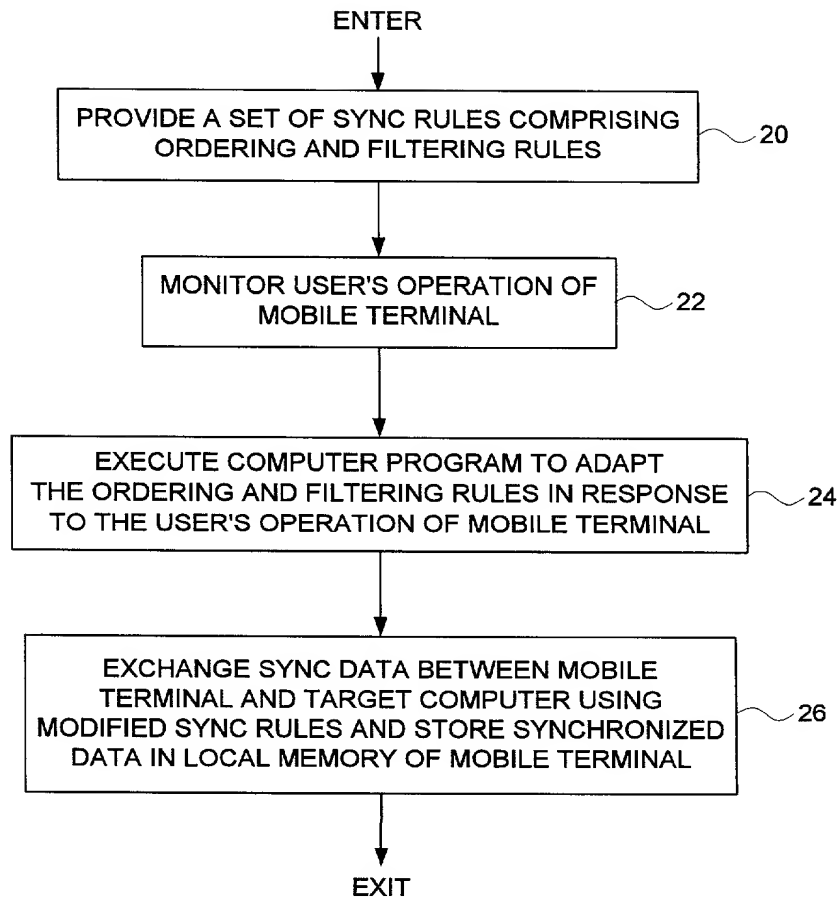 ENTER
PROVIDE A SET OF SYNC RULES COMPRISING
ORDERING AND FILTERING RULES
20
MONITOR USER'S OPERATION OF
MOBILE TERMINAL
22
EXECUTE COMPUTER PROGRAM TO ADAPT
THE ORDERING AND FILTERING RULES IN RESPONSE
TO THE USER'S OPERATION OF MOBILE TERMINAL
24
EXCHANGE SYNC DATA BETWEEN MOBILE
TERMINAL AND TARGET COMPUTER USING
MODIFIED SYNC RULES AND STORE SYNCHRONIZED
DATA IN LOCAL MEMORY OF MOBILE TERMINAL
26
EXIT